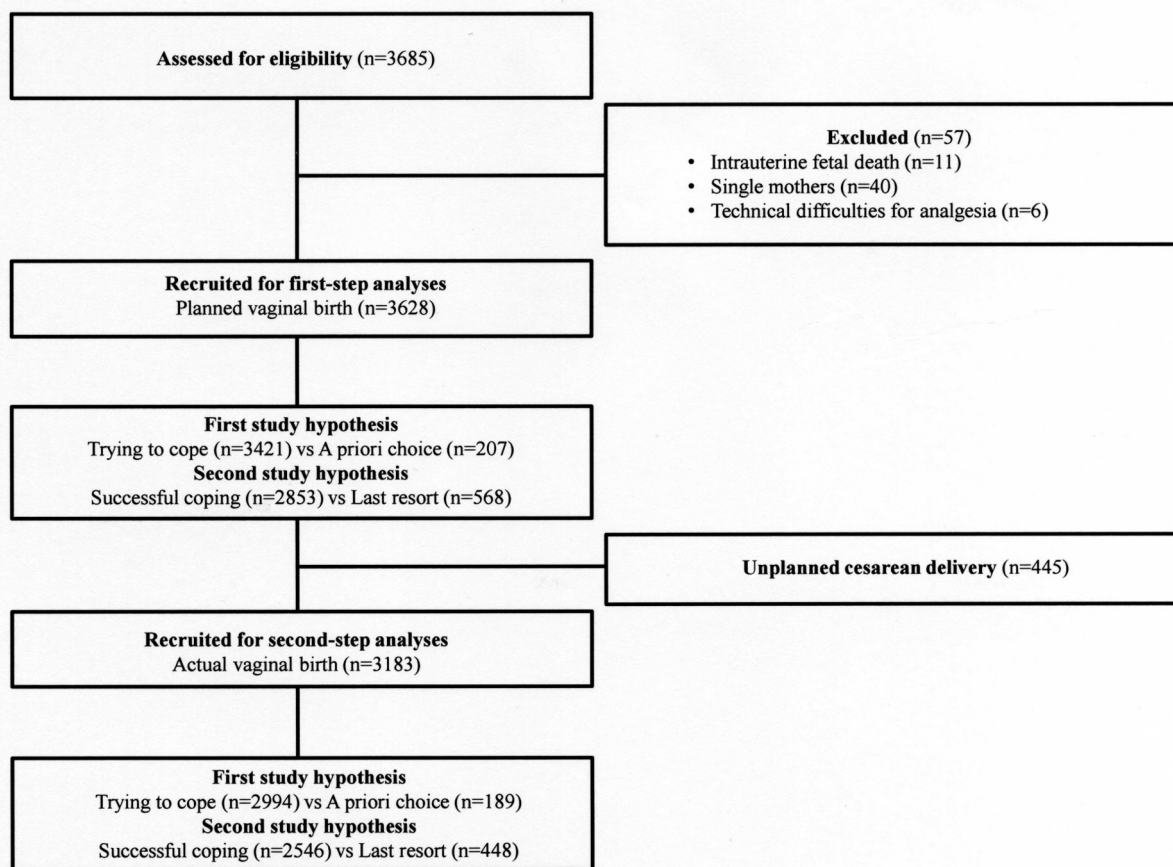 Assessed for eligibility (n=3685)
Excluded (n=57)
• Intrauterine fetal death (n=11)
• Single mothers (n=40)
• Technical difficulties for analgesia (n=6)
Recruited for first-step analyses
Planned vaginal birth (n=3628)
First study hypothesis
Trying to cope (n=3421) vs A priori choice (n=207)
Second study hypothesis
Successful coping (n=2853) vs Last resort (n=568)
Unplanned cesarean delivery (n=445)
Recruited for second-step analyses
Actual vaginal birth (n=3183)
First study hypothesis
Trying to cope (n=2994) vs A priori choice (n=189)
Second study hypothesis
Successful coping (n=2546) vs Last resort (n=448)